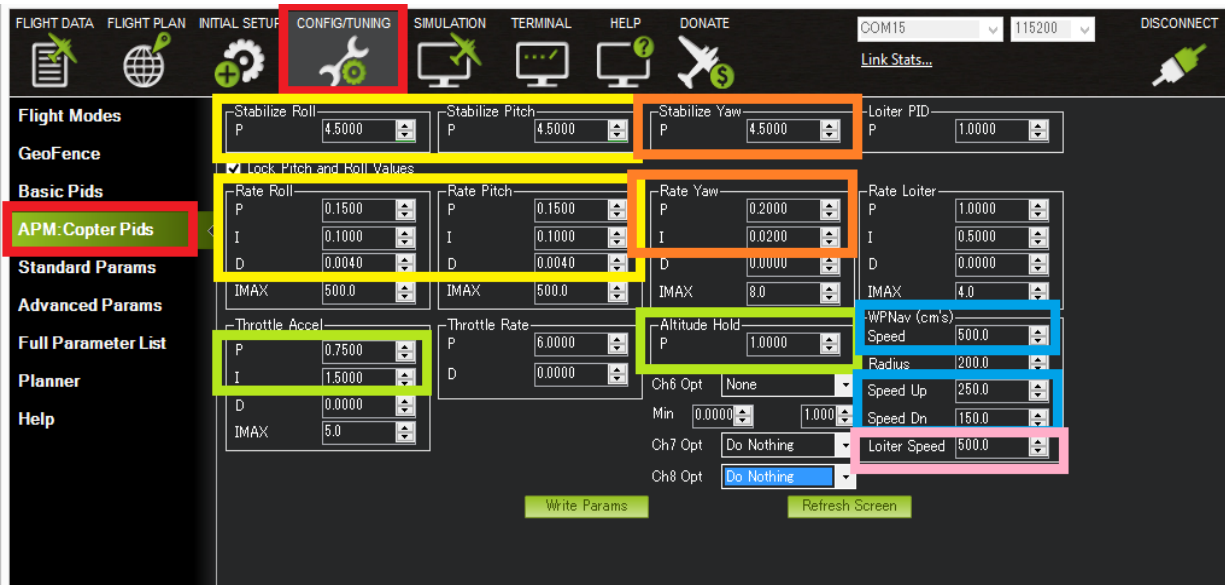 FLIGHT DATA FLIGHT PLAN INITIAL SETUP CONFIG/TUNING SIMULATION TERMINAL HELP DONATE COM15 115200 DISCONNECT
Link Stats...
Flight Modes
GeoFence
Basic Pids
APM:Copter Pids
Standard Params
Advanced Params
Full Parameter List
Planner
Help
Stabilize Roll
P 4.5000
Stabilize Pitch
P 4.5000
Stabilize Yaw
P 4.5000
Loiter PID
P 1.0000
Lock Pitch and Roll Values
Rate Roll
P 0.1500
I 0.1000
D 0.0040
IMAX 500.0
Rate Pitch
P 0.1500
I 0.1000
D 0.0040
IMAX 500.0
Rate Yaw
P 0.2000
I 0.0200
D 0.0000
IMAX 8.0
Rate Loiter
P 1.0000
I 0.5000
D 0.0000
IMAX 4.0
Throttle Accel
P 0.7500
I 1.5000
D 0.0000
IMAX 5.0
Throttle Rate
P 6.0000
D 0.0000
Altitude Hold
P 1.0000
Ch6 Opt None
Min 0.0000 1.000
Ch7 Opt Do Nothing
Ch8 Opt Do Nothing
WPNav (cm's)
Speed 500.0
Radius 200.0
Speed Up 250.0
Speed Dn 150.0
Loiter Speed 500.0
Write Params Refresh Screen